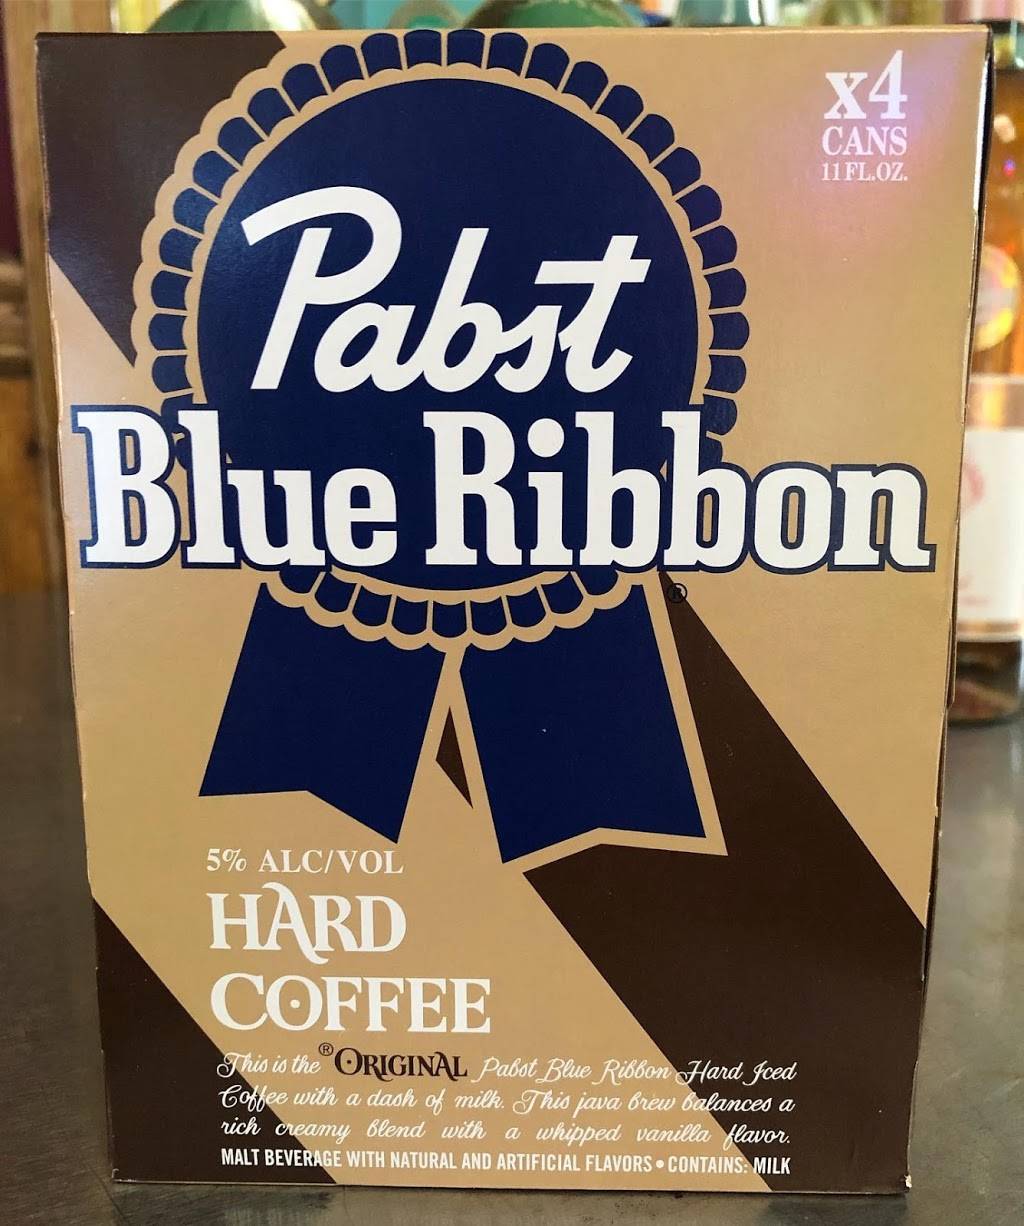 x4
CANS
11 FL.OZ.
Pabst
Blue Ribbon
®
5% ALC/VOL
HARD
COFFEE
This is the ®ORIGINAL Pabst Blue Ribbon Hard Iced
Coffee with a dash of milk. This java brew balances a
rich creamy blend with a whipped vanilla flavor.
MALT BEVERAGE WITH NATURAL AND ARTIFICIAL FLAVORS • CONTAINS: MILK